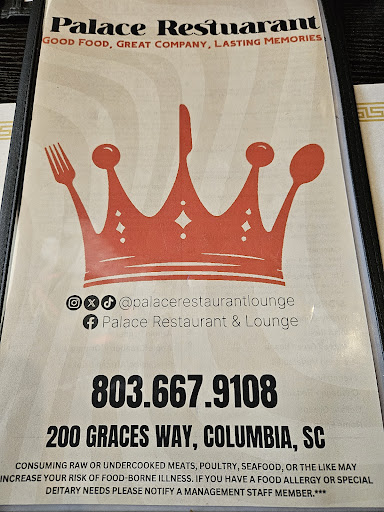 Palace Restuarant
GOOD FOOD, GREAT COMPANY, LASTING MEMORIES
@palacerestaurantlounge
Palace Restaurant & Lounge
803.667.9108
200 GRACES WAY, COLUMBIA, SC
CONSUMING RAW OR UNDERCOOKED MEATS, POULTRY, SEAFOOD, OR THE LIKE MAY
INCREASE YOUR RISK OF FOOD-BORNE ILLNESS. IF YOU HAVE A FOOD ALLERGY OR SPECIAL
DEITARY NEEDS PLEASE NOTIFY A MANAGEMENT STAFF MEMBER.***